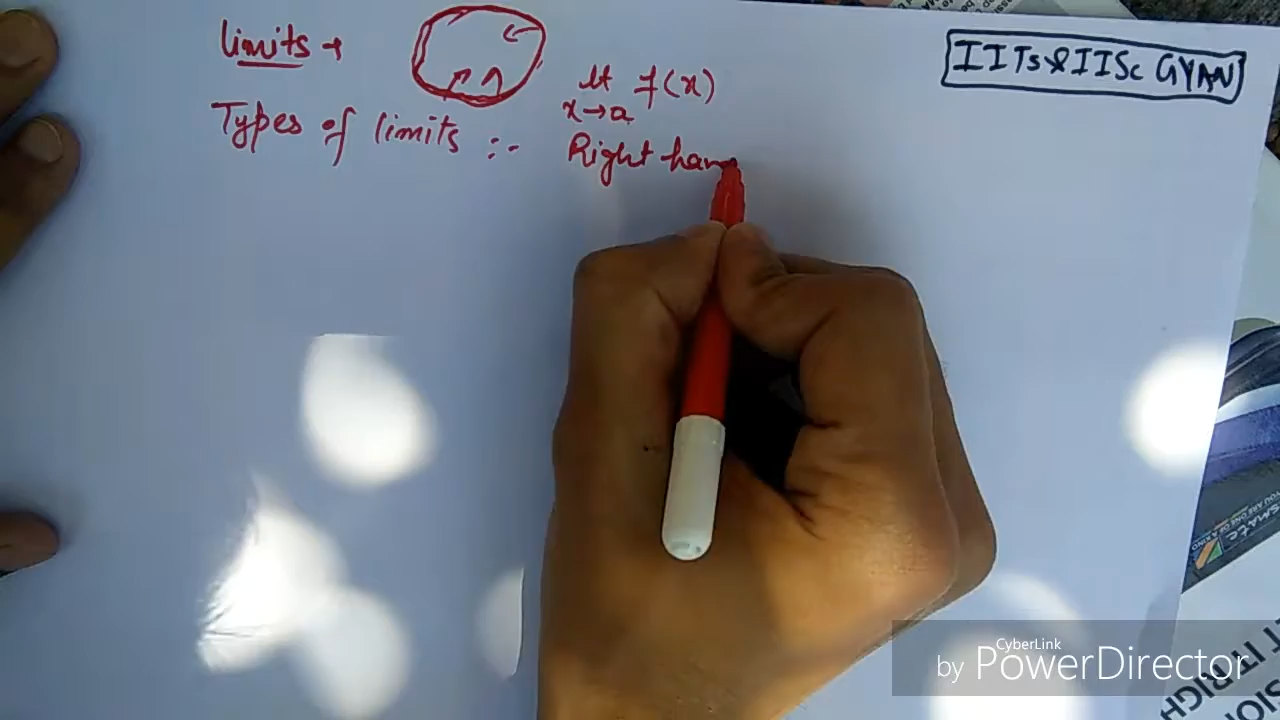 limits →
IITs & IISc GYAN
lt f(x)
x→a
Types of limits :- Right han
CyberLink
by PowerDirector